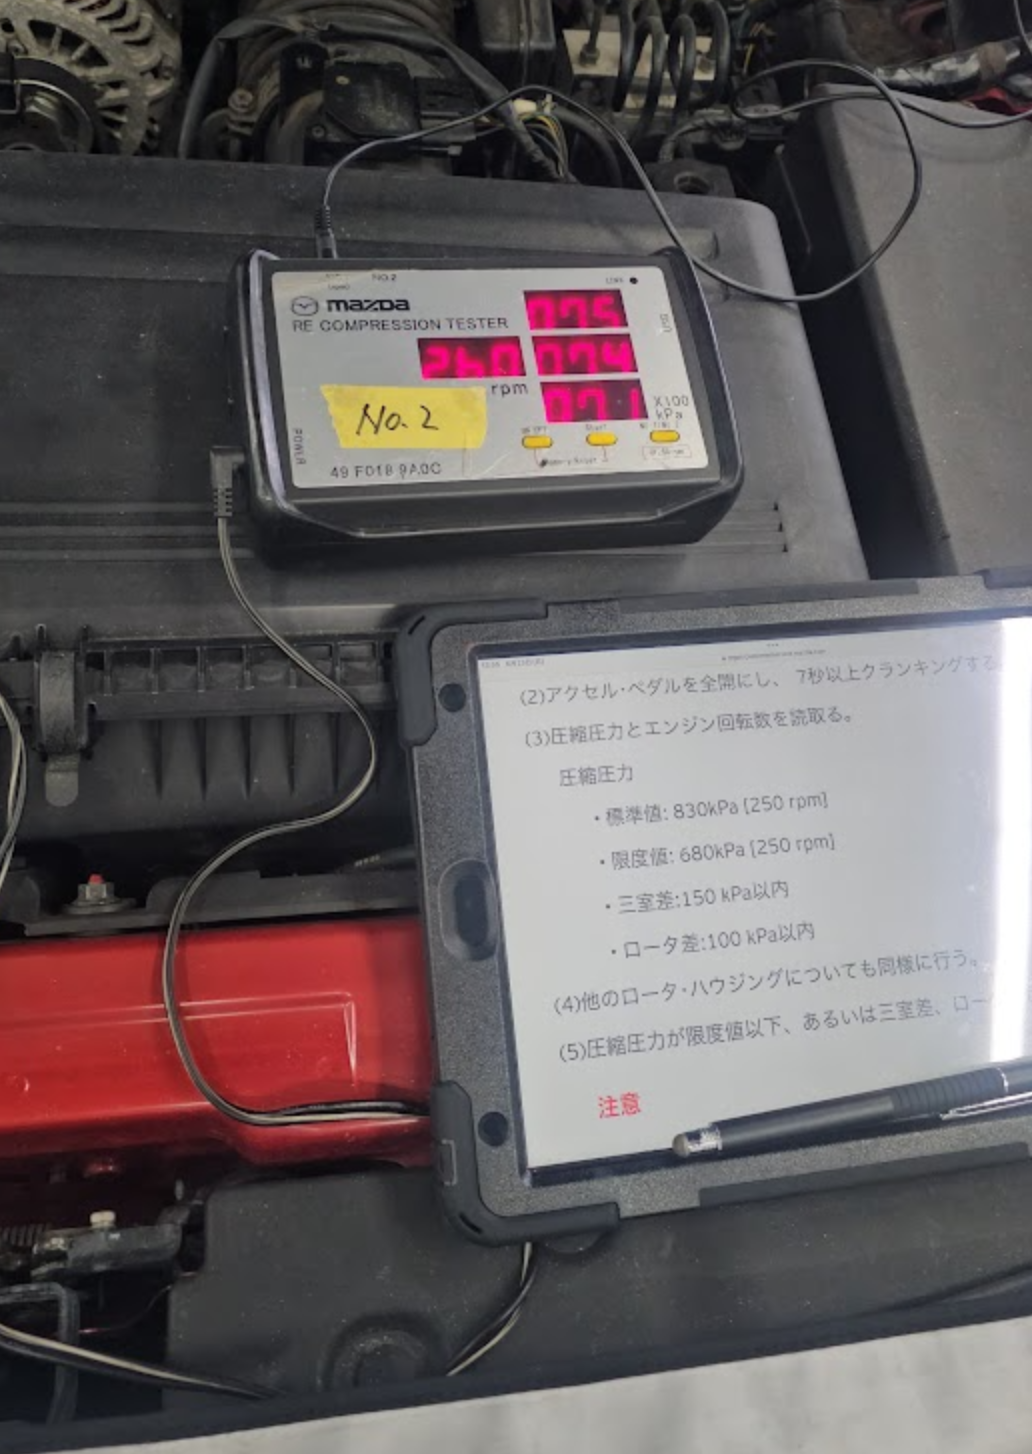 NO.2
mazda
RE COMPRESSION TESTER
075
260
074
rpm
071
X100
kPa
No. 2
Start
POWER
49 F018 9A0C
(2)アクセル・ペダルを全開にし、 7秒以上クランキングする
(3)圧縮圧力とエンジン回転数を読取る。
圧縮圧力
・標準値: 830kPa [250 rpm]
・限度値: 680kPa [250 rpm]
・三室差:150 kPa以内
・ロータ差:100 kPa以内
(4)他のロータ・ハウジングについても同様に行う。
(5)圧縮圧力が限度値以下、あるいは三室差、ロー
注意